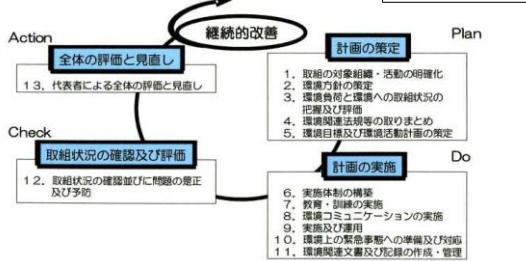 継続的改善
Action
全体の評価と見直し
13．代表者による全体の評価と見直し
Plan
計画の策定
1．取組の対象組織・活動の明確化
2．環境方針の策定
3．環境負荷と環境への取組状況の
把握及び評価
4．環境関連法規等の取りまとめ
5．環境目標及び環境活動計画の策定
Check
取組状況の確認及び評価
12．取組状況の確認並びに問題の是正
及び予防
Do
計画の実施
6．実施体制の構築
7．教育・訓練の実施
8．環境コミュニケーションの実施
9．実施及び運用
10．環境上の緊急事態への準備及び対応
11．環境関連文書及び記録の作成・管理